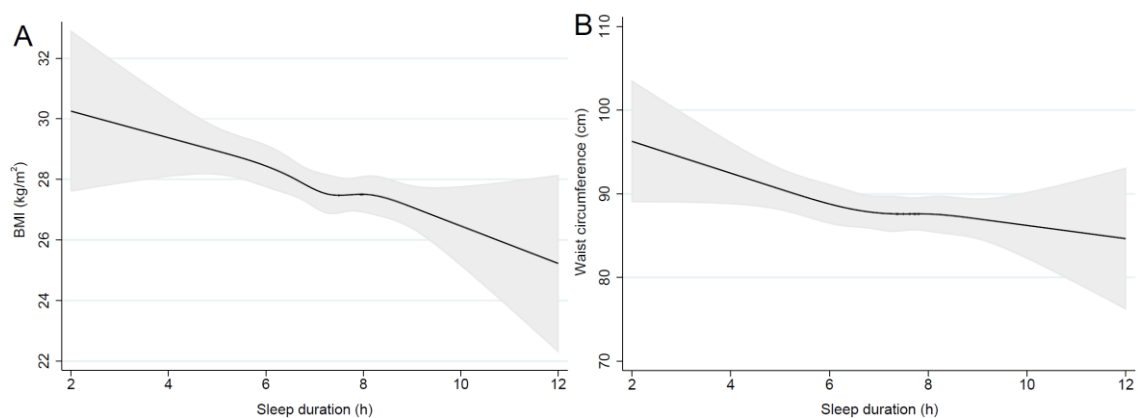 A
BMI (kg/m²)
32
30
28
26
24
22
2 4 6 8 10 12
Sleep duration (h)
B
Waist circumference (cm)
110
100
90
80
70
2 4 6 8 10 12
Sleep duration (h)